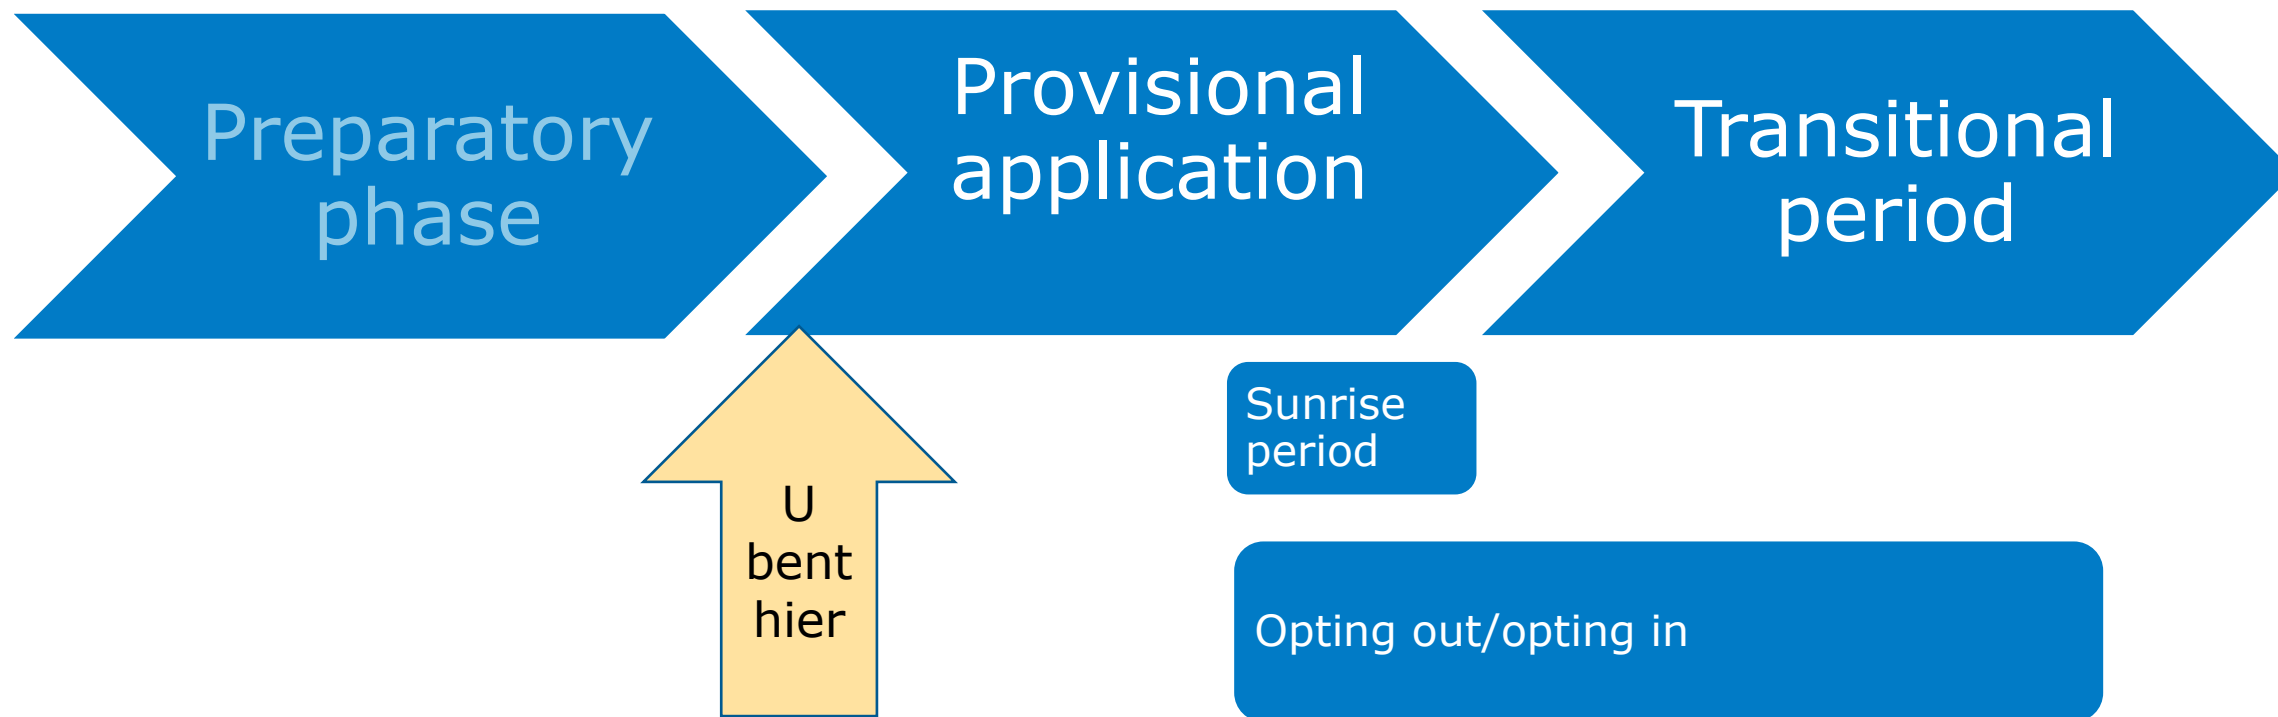 Preparatory
phase
Provisional
application
Transitional
period
Sunrise
period
U
bent
hier
Opting out/opting in